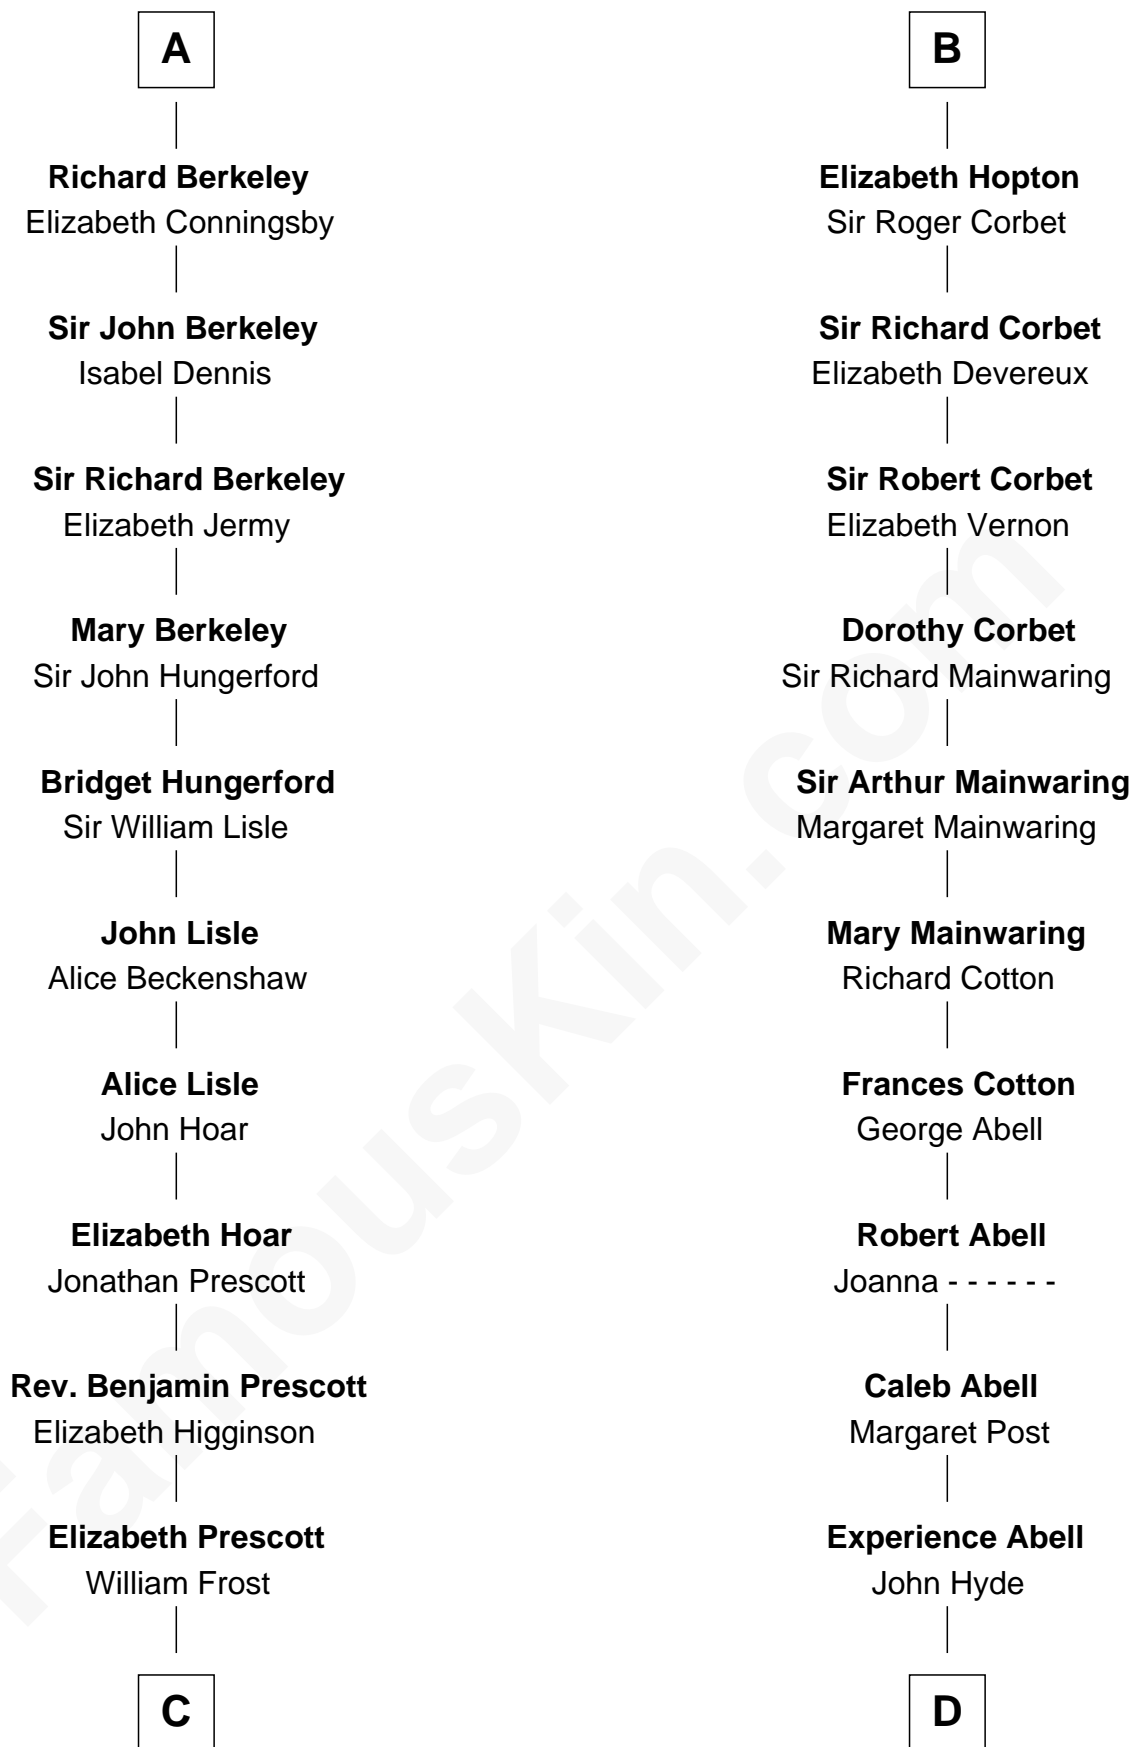 A
Richard Berkeley
Elizabeth Conningsby
Sir John Berkeley
Isabel Dennis
Sir Richard Berkeley
Elizabeth Jermy
Mary Berkeley
Sir John Hungerford
Bridget Hungerford
Sir William Lisle
John Lisle
Alice Beckenshaw
Alice Lisle
John Hoar
Elizabeth Hoar
Jonathan Prescott
Rev. Benjamin Prescott
Elizabeth Higginson
Elizabeth Prescott
William Frost
C
B
Elizabeth Hopton
Sir Roger Corbet
Sir Richard Corbet
Elizabeth Devereux
Sir Robert Corbet
Elizabeth Vernon
Dorothy Corbet
Sir Richard Mainwaring
Sir Arthur Mainwaring
Margaret Mainwaring
Mary Mainwaring
Richard Cotton
Frances Cotton
George Abell
Robert Abell
Joanna - - - - - -
Caleb Abell
Margaret Post
Experience Abell
John Hyde
D
FamousKin.com